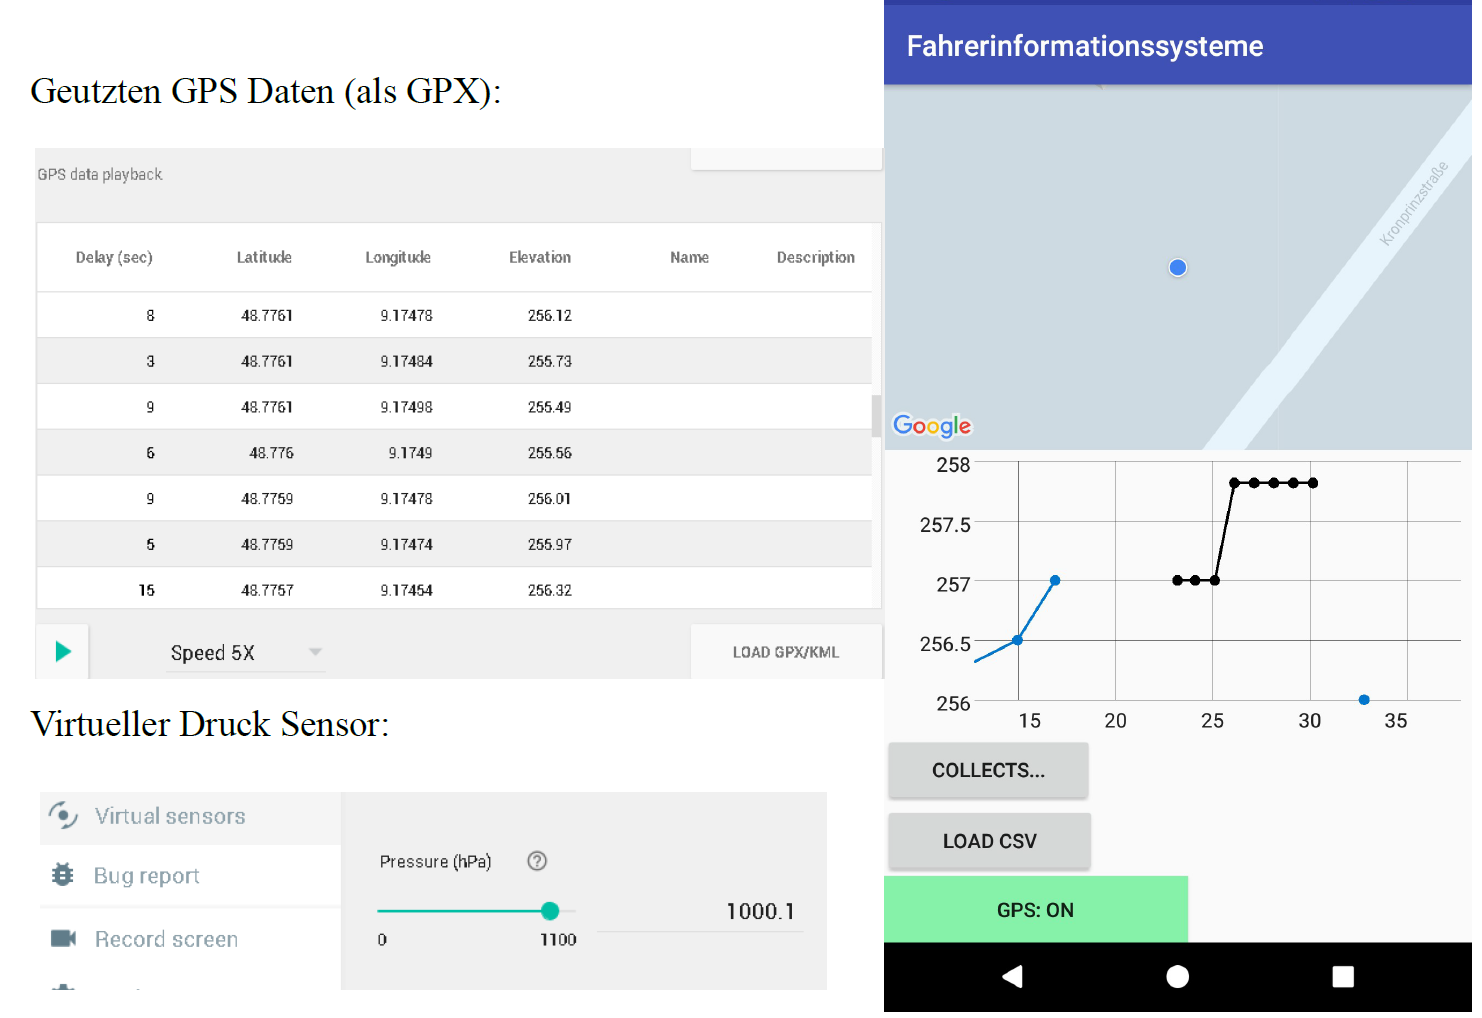 Geutzten GPS Daten (als GPX):
GPS data playback
Delay (sec) Latitude Longitude Elevation Name Description
8 48.7761 9.17478 256.12
3 48.7761 9.17484 255.73
9 48.7761 9.17498 255.49
6 48.776 9.1749 255.56
9 48.7759 9.17478 256.01
5 48.7759 9.17474 255.97
15 48.7757 9.17454 256.32
Speed 5X
LOAD GPX/KML
Virtueller Druck Sensor:
Virtual sensors
Bug report
Record screen
Pressure (hPa) ?
1000.1
0 1100
Fahrerinformationssysteme
Kronprinzstraße
Google
258
257.5
257
256.5
256
15 20 25 30 35
COLLECTS...
LOAD CSV
GPS: ON